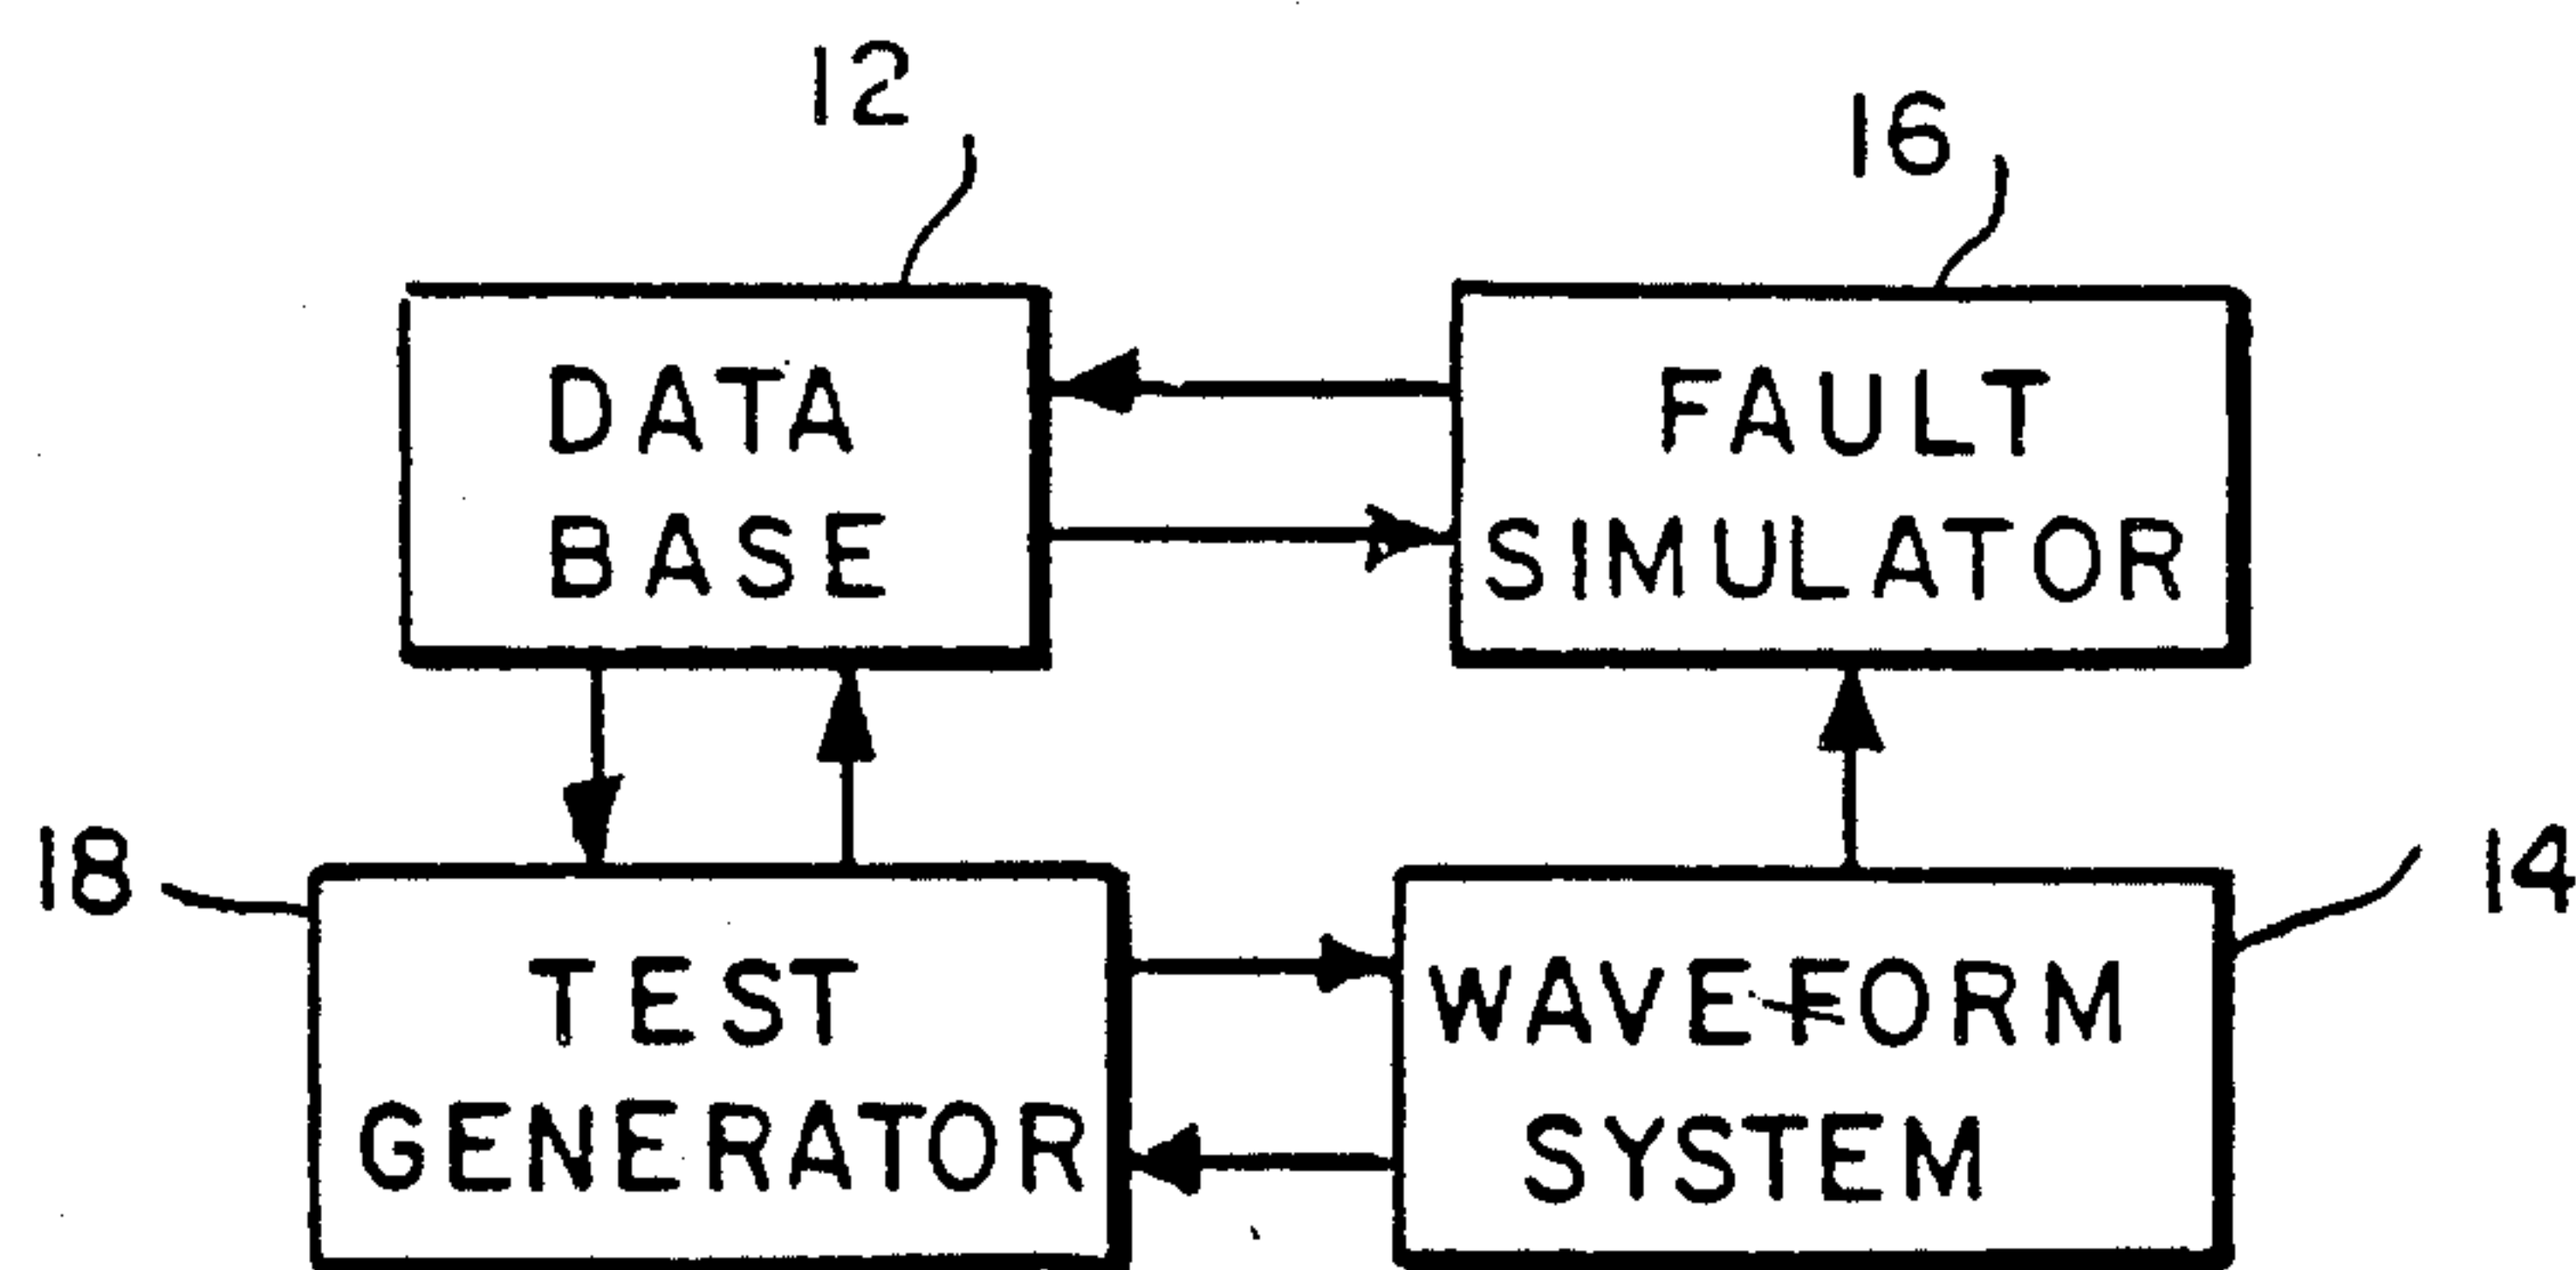 12
16
DATA
BASE
FAULT
SIMULATOR
18
14
TEST
GENERATOR
WAVEFORM
SYSTEM